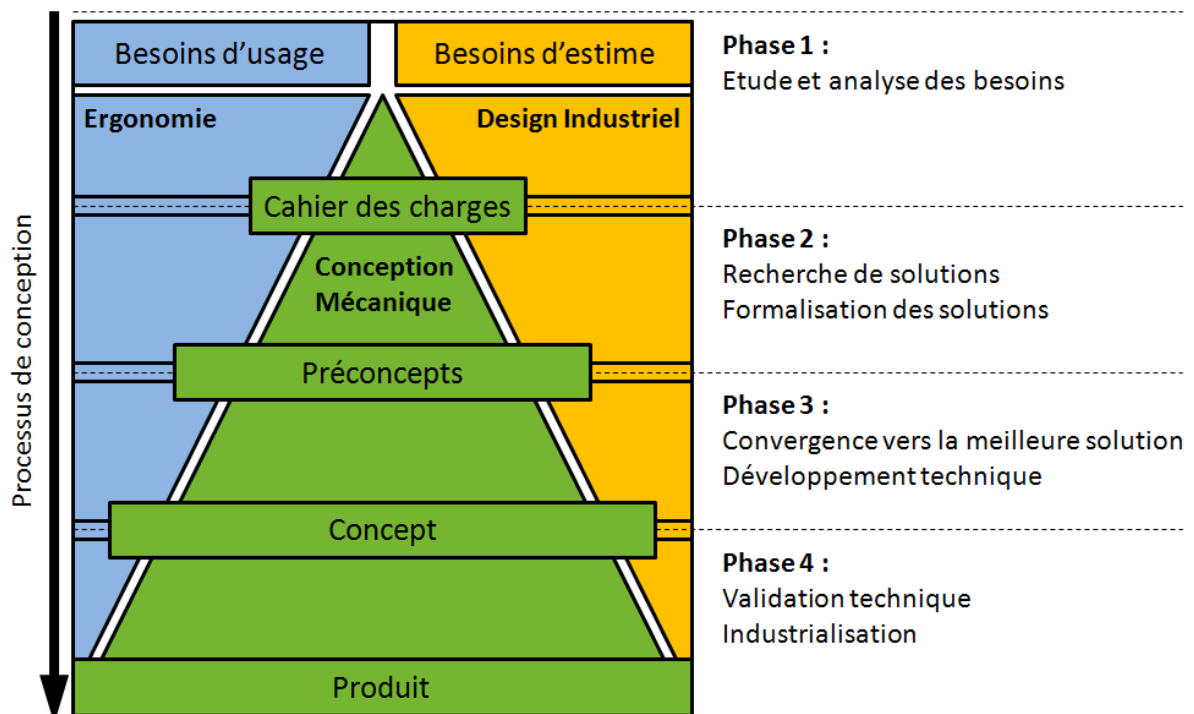 Processus de conception
Besoins d'usage
Besoins d'estime
Ergonomie
Design Industriel
Cahier des charges
Conception
Mécanique
Préconcepts
Concept
Produit
Phase 1 :
Etude et analyse des besoins
Phase 2 :
Recherche de solutions
Formalisation des solutions
Phase 3 :
Convergence vers la meilleure solution
Développement technique
Phase 4 :
Validation technique
Industrialisation